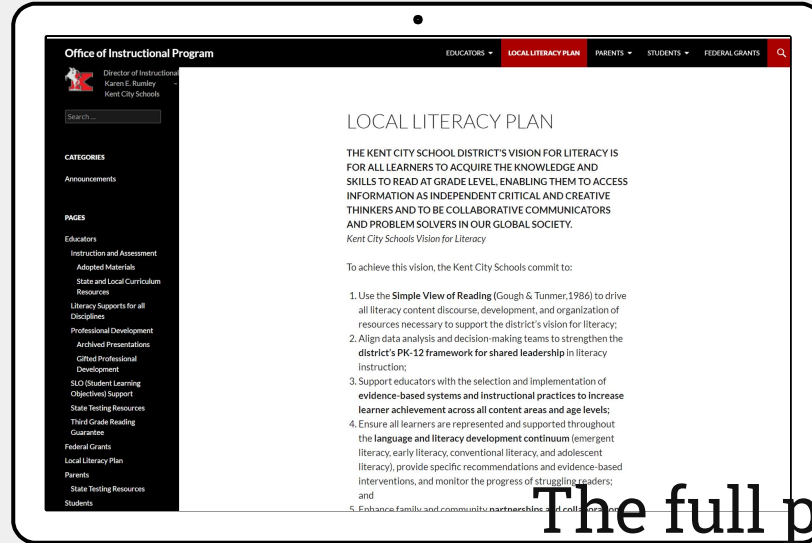 Office of Instructional Program
EDUCATORS
LOCAL LITERACY PLAN
PARENTS
STUDENTS
FEDERAL GRANTS
Director of Instructional
Karen E. Rumley
Kent City Schools
Search ...
CATEGORIES
Announcements
PAGES
Educators
Instruction and Assessment
Adopted Materials
State and Local Curriculum
Resources
Literacy Supports for all
Disciplines
Professional Development
Archived Presentations
Gifted Professional
Development
SLO (Student Learning
Objectives) Support
State Testing Resources
Third Grade Reading
Guarantee
Federal Grants
Local Literacy Plan
Parents
State Testing Resources
Students
LOCAL LITERACY PLAN
THE KENT CITY SCHOOL DISTRICT'S VISION FOR LITERACY IS
FOR ALL LEARNERS TO ACQUIRE THE KNOWLEDGE AND
SKILLS TO READ AT GRADE LEVEL, ENABLING THEM TO ACCESS
INFORMATION AS INDEPENDENT CRITICAL AND CREATIVE
THINKERS AND TO BE COLLABORATIVE COMMUNICATORS
AND PROBLEM SOLVERS IN OUR GLOBAL SOCIETY.
Kent City Schools Vision for Literacy
To achieve this vision, the Kent City Schools commit to:
1. Use the Simple View of Reading (Gough & Tunmer,1986) to drive
all literacy content discourse, development, and organization of
resources necessary to support the district's vision for literacy;
2. Align data analysis and decision-making teams to strengthen the
district's PK-12 framework for shared leadership in literacy
instruction;
3. Support educators with the selection and implementation of
evidence-based systems and instructional practices to increase
learner achievement across all content areas and age levels;
4. Ensure all learners are represented and supported throughout
the language and literacy development continuum (emergent
literacy, early literacy, conventional literacy, and adolescent
literacy), provide specific recommendations and evidence-based
interventions, and monitor the progress of struggling readers;
and
5. Enhance family and community partnerships and collaboration
The full p